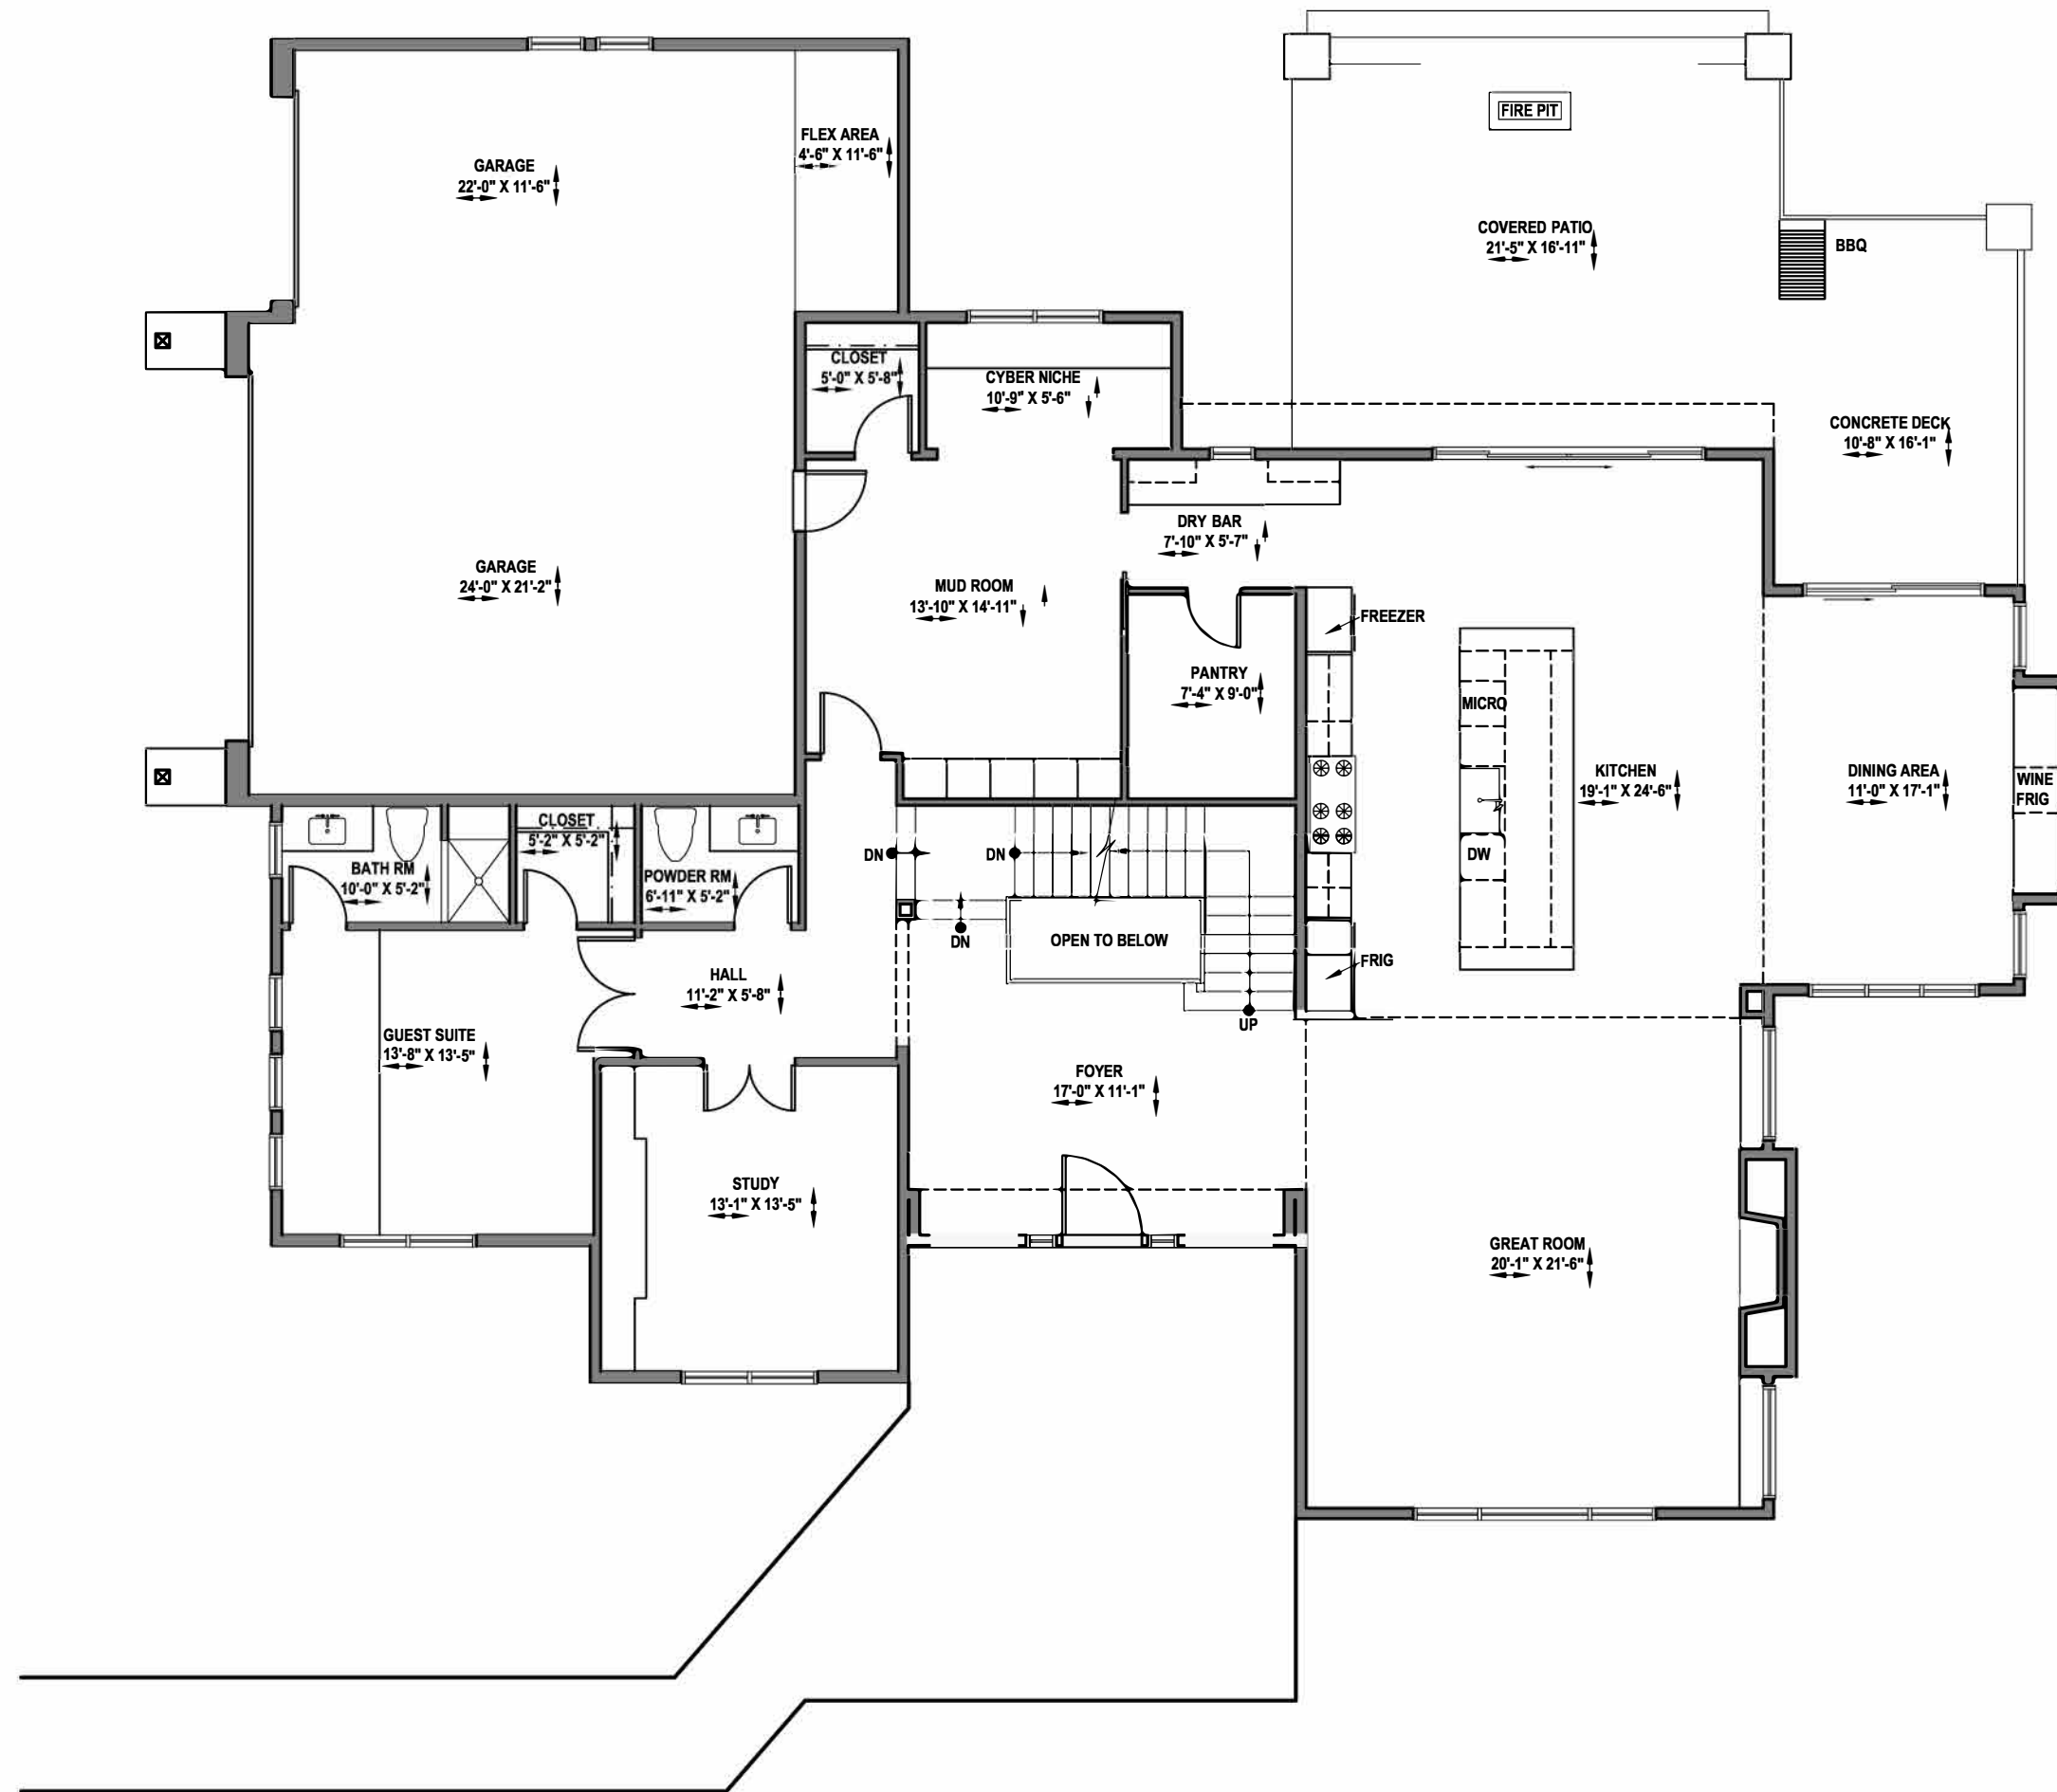 FIRE PIT
FLEX AREA
4'-6" X 11'-6"
GARAGE
22'-0" X 11'-6"
COVERED PATIO
21'-5" X 16'-11"
BBQ
CLOSET
5'-0" X 5'-8"
CYBER NICHE
10'-9" X 5'-6"
CONCRETE DECK
10'-8" X 16'-1"
DRY BAR
7'-10" X 5'-7"
GARAGE
24'-0" X 21'-2"
MUD ROOM
13'-10" X 14'-11"
FREEZER
PANTRY
7'-4" X 9'-0"
MICRO
KITCHEN
19'-1" X 24'-6"
DINING AREA
11'-0" X 17'-1"
WINE
FRIG
CLOSET
5'-2" X 5'-2"
DN
DN
DW
BATH RM
10'-0" X 5'-2"
POWDER RM
6'-11" X 5'-2"
DN
OPEN TO BELOW
FRIG
HALL
11'-2" X 5'-8"
UP
GUEST SUITE
13'-8" X 13'-5"
FOYER
17'-0" X 11'-1"
STUDY
13'-1" X 13'-5"
GREAT ROOM
20'-1" X 21'-6"